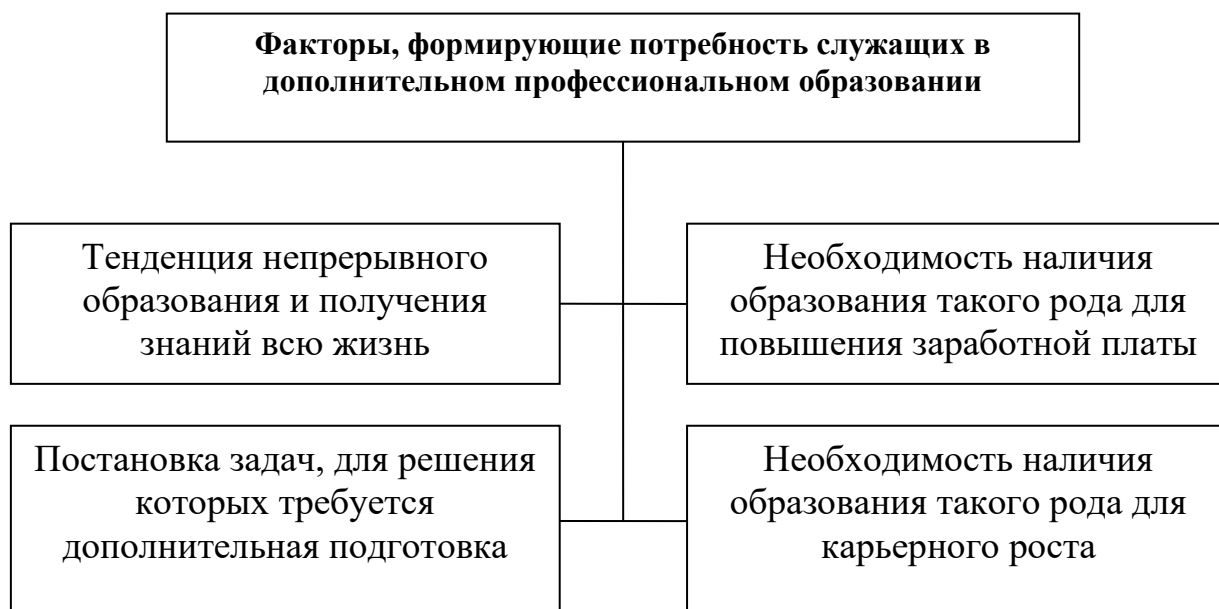 Факторы, формирующие потребность служащих в
дополнительном профессиональном образовании
Тенденция непрерывного
образования и получения
знаний всю жизнь
Необходимость наличия
образования такого рода для
повышения заработной платы
Постановка задач, для решения
которых требуется
дополнительная подготовка
Необходимость наличия
образования такого рода для
карьерного роста